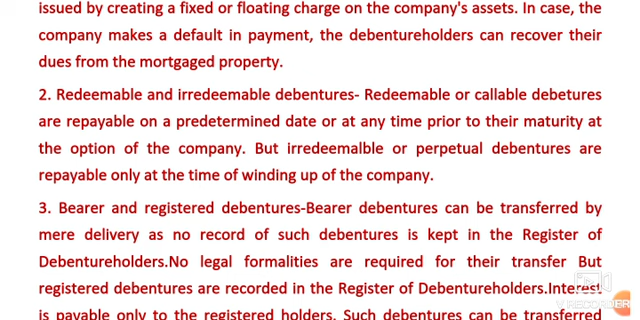 issued by creating a fixed or floating charge on the company's assets. In case, the
company makes a default in payment, the debentureholders can recover their
dues from the mortgaged property.
2. Redeemable and irredeemable debentures- Redeemable or callable debetures
are repayable on a predetermined date or at any time prior to their maturity at
the option of the company. But irredeemalble or perpetual debentures are
repayable only at the time of winding up of the company.
3. Bearer and registered debentures-Bearer debentures can be transferred by
mere delivery as no record of such debentures is kept in the Register of
Debentureholders.No legal formalities are required for their transfer But
registered debentures are recorded in the Register of Debentureholders.Interest
is payable only to the registered holders. Such debentures can be transferred
V RECORDER